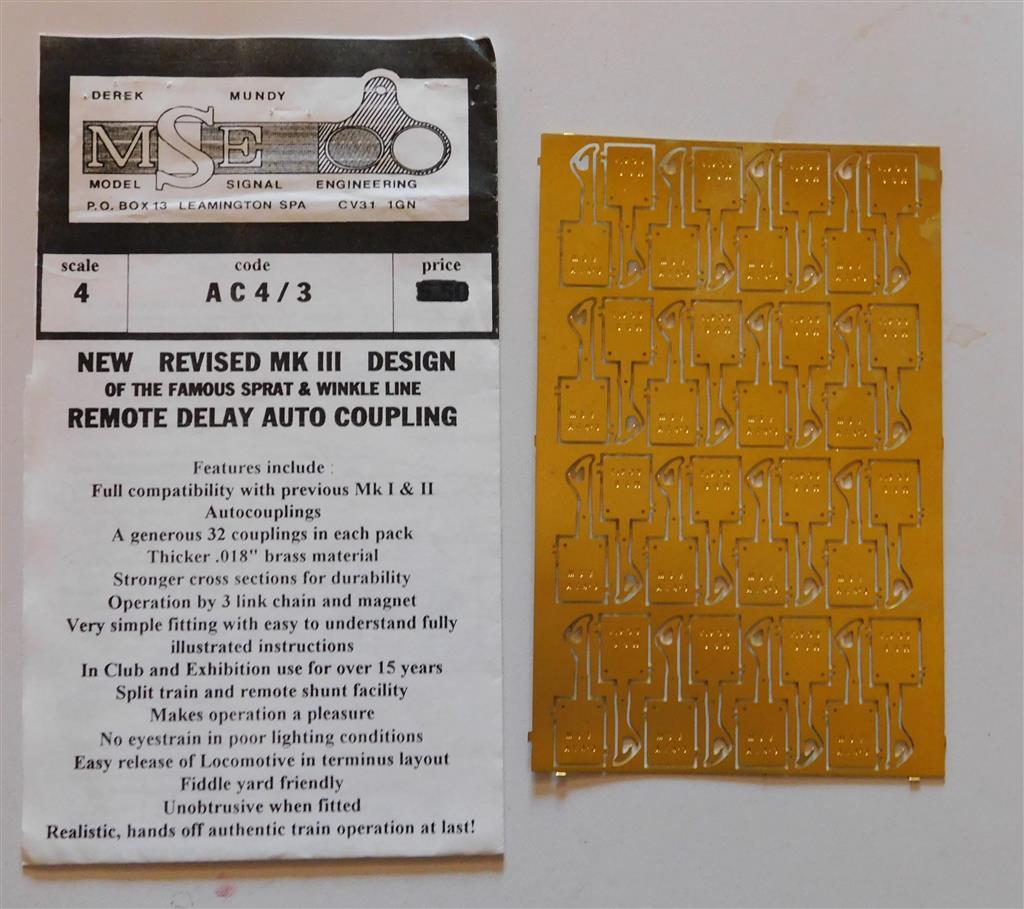 DEREK MUNDY
MSE
MODEL SIGNAL ENGINEERING
P.O. BOX 13 LEAMINGTON SPA CV31 1GN
scale code price
4 AC4/3
NEW REVISED MK III DESIGN
OF THE FAMOUS SPRAT & WINKLE LINE
REMOTE DELAY AUTO COUPLING
Features include :
Full compatibility with previous Mk I & II
Autocouplings
A generous 32 couplings in each pack
Thicker .018" brass material
Stronger cross sections for durability
Operation by 3 link chain and magnet
Very simple fitting with easy to understand fully
illustrated instructions
In Club and Exhibition use for over 15 years
Split train and remote shunt facility
Makes operation a pleasure
No eyestrain in poor lighting conditions
Easy release of Locomotive in terminus layout
Fiddle yard friendly
Unobtrusive when fitted
Realistic, hands off authentic train operation at last!